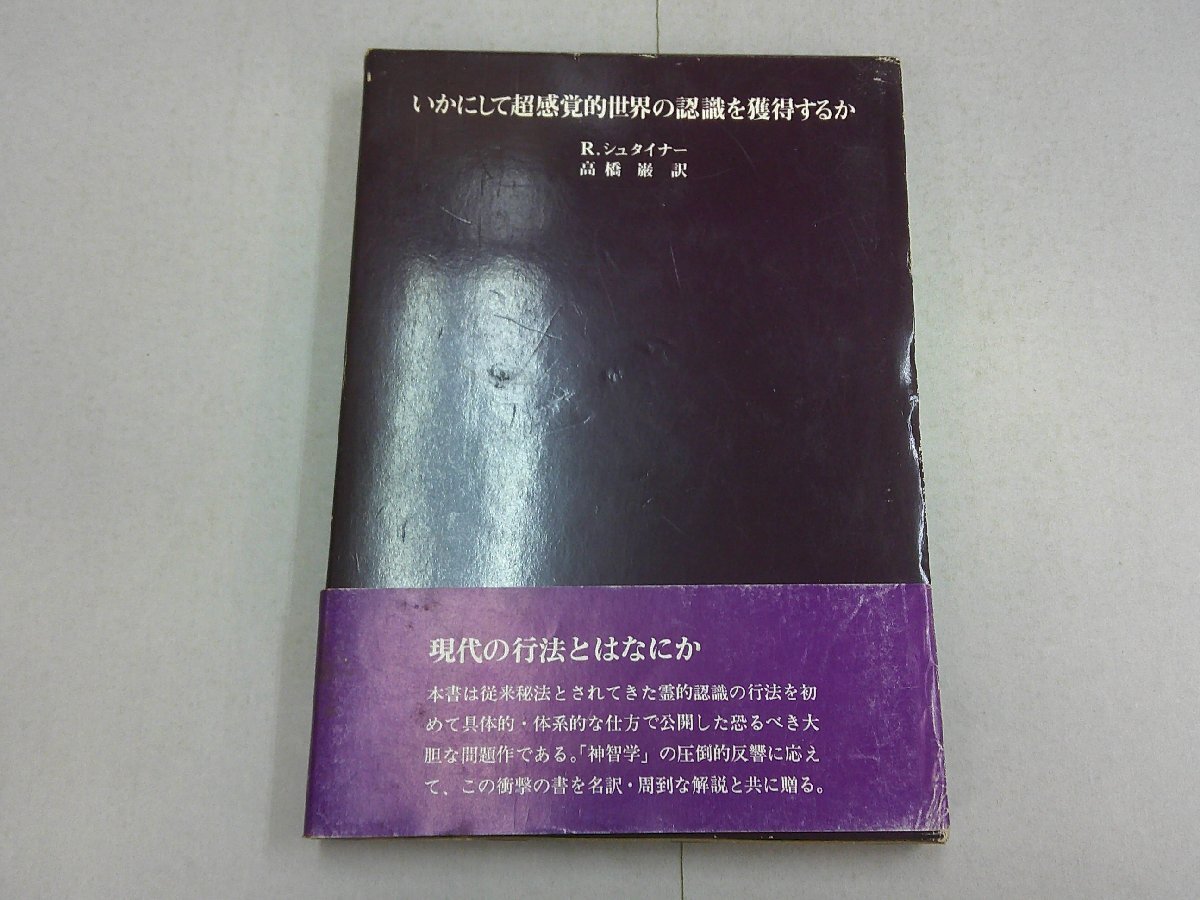 いかにして超感覚的世界の認識を獲得するか
R.シュタイナー
高橋 巌 訳
現代の行法とはなにか
本書は従来秘法とされてきた霊的認識の行法を初
めて具体的・体系的な仕方で公開した恐るべき大
胆な問題作である。「神智学」の圧倒的反響に応え
て、この衝撃の書を名訳・周到な解説と共に贈る。